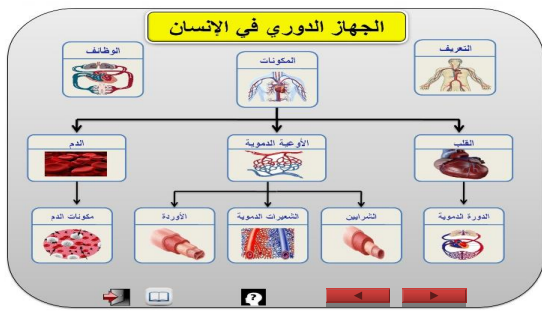 الجهاز الدوري في الإنسان
التعريف
المكونات
الوظائف
القلب
الأوعية الدموية
الدم
الدورة الدموية
الشرايين
الشعيرات الدموية
الأوردة
مكونات الدم
?